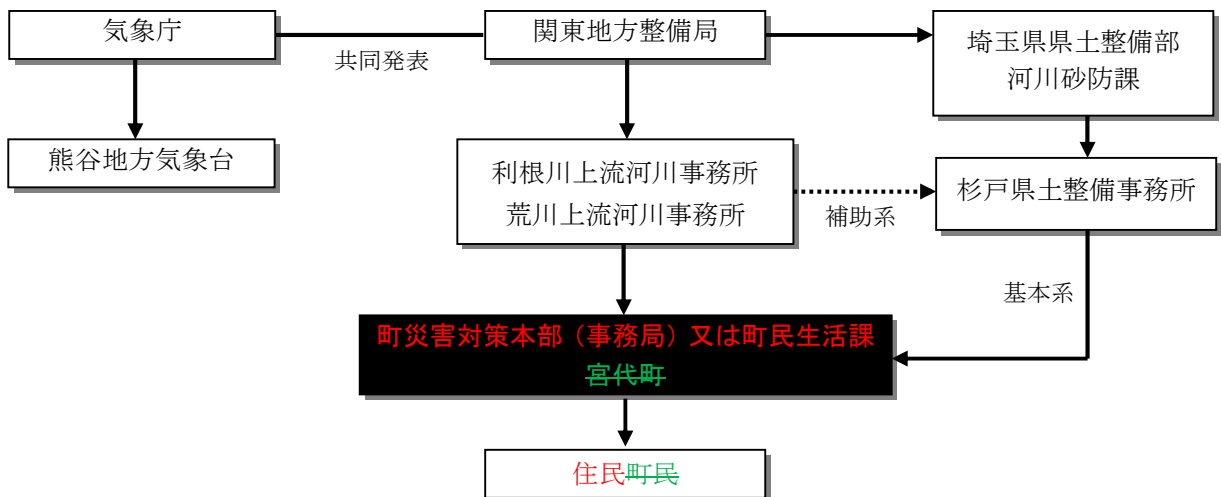 気象庁
共同発表
関東地方整備局
埼玉県県土整備部
河川砂防課
熊谷地方気象台
利根川上流河川事務所
荒川上流河川事務所
補助系
杉戸県土整備事務所
基本系
町災害対策本部（事務局）又は町民生活課
宮代町
住民町民